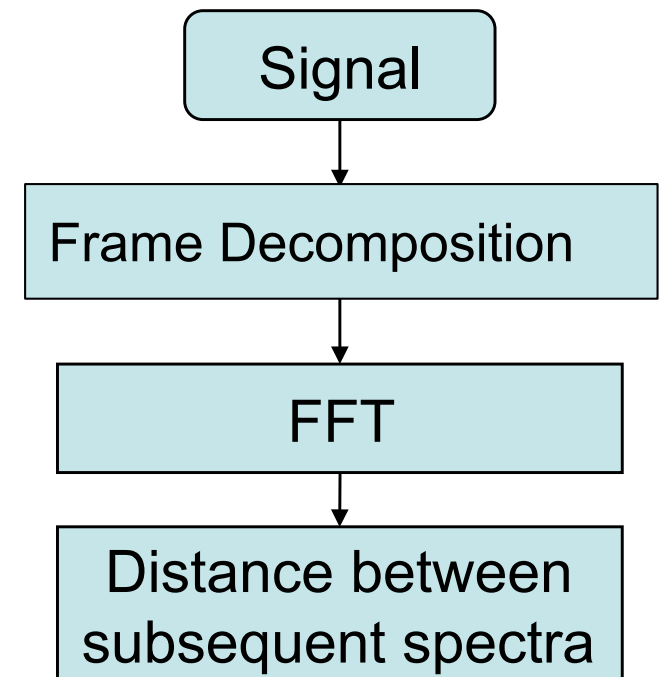 Signal
Frame Decomposition
FFT
Distance between
subsequent spectra